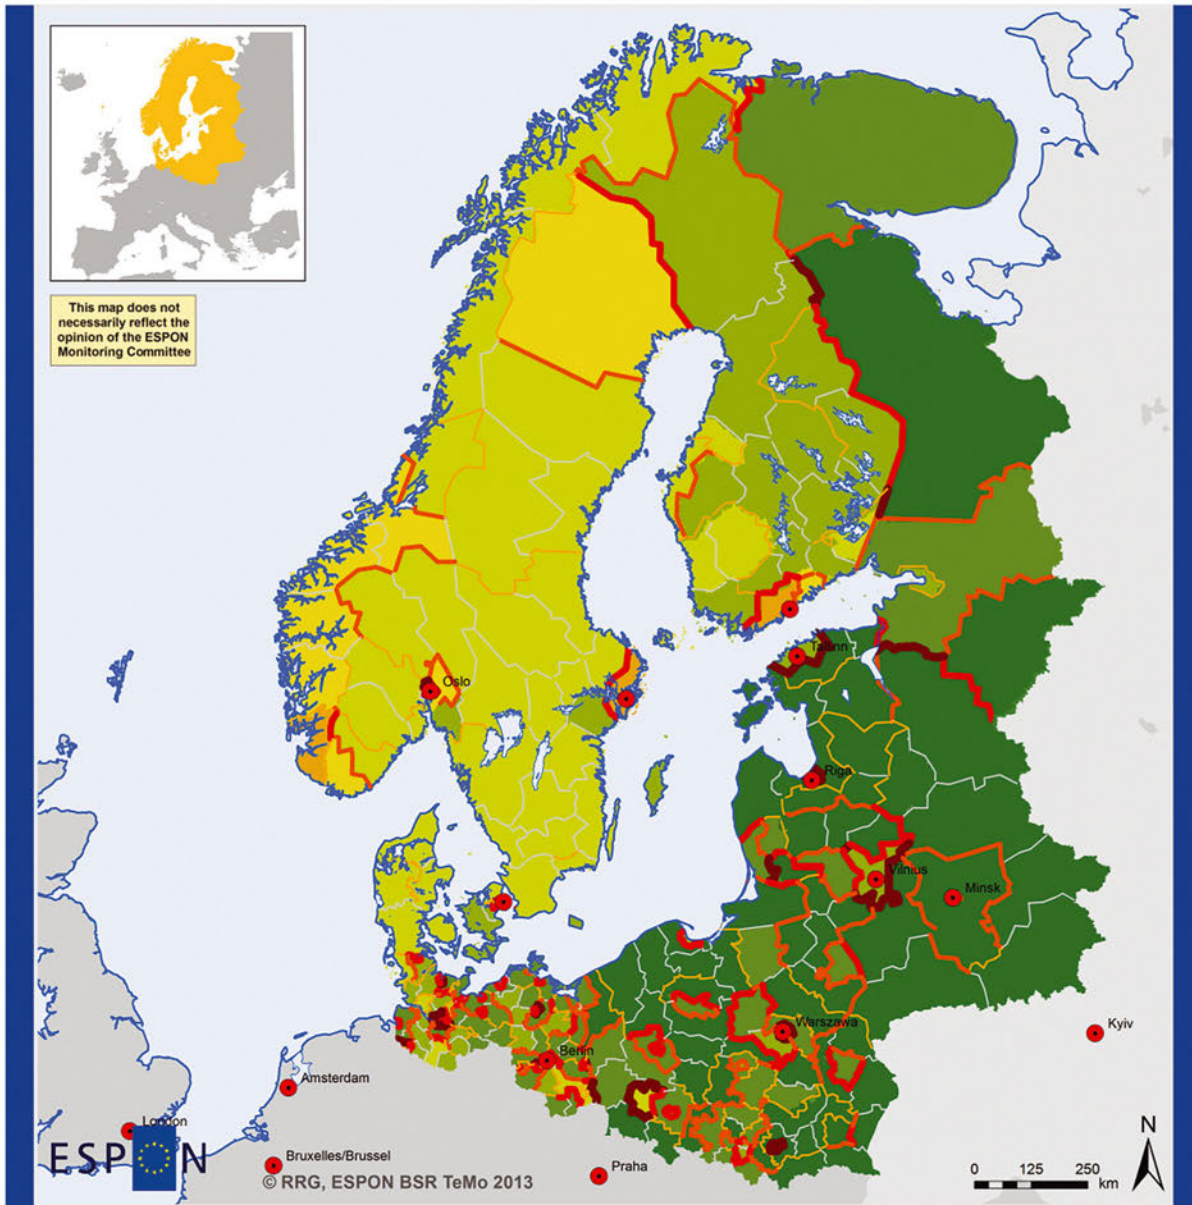 This map does not
necessarily reflect the
opinion of the ESPON
Monitoring Committee
Oslo
Tallinn
Riga
Vilnius
Minsk
Warszawa
Kyiv
Berlin
Amsterdam
London
Bruxelles/Brussel
Praha
ESPON
© RRG, ESPON BSR TeMo 2013
N
0 125 250
km